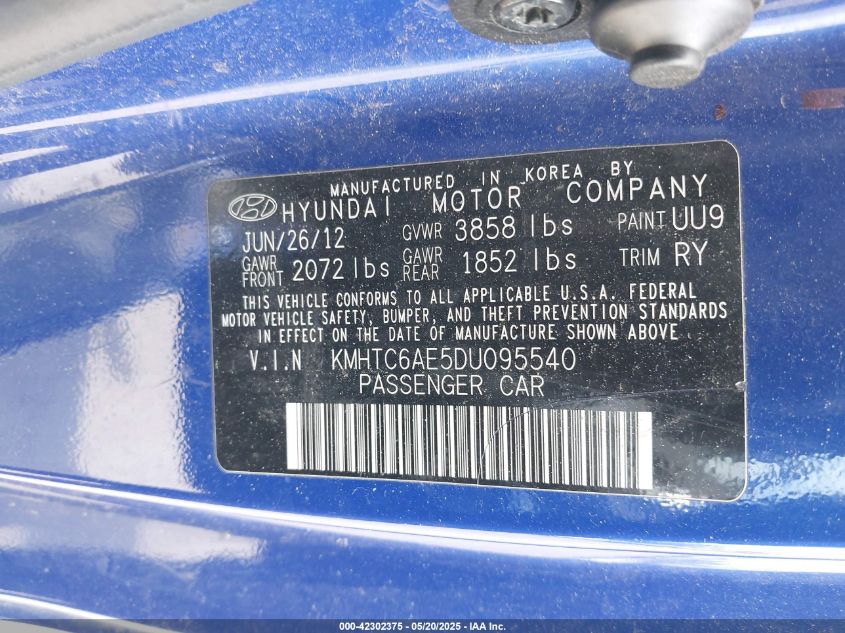 MANUFACTURED IN KOREA BY
HYUNDAI MOTOR COMPANY
JUN/26/12 GVWR 3858 lbs PAINT UU9
GAWR FRONT 2072 lbs GAWR REAR 1852 lbs TRIM RY
THIS VEHICLE CONFORMS TO ALL APPLICABLE U.S.A. FEDERAL
MOTOR VEHICLE SAFETY, BUMPER, AND THEFT PREVENTION STANDARDS
IN EFFECT ON THE DATE OF MANUFACTURE SHOWN ABOVE
V.I.N KMHTC6AE5DU095540
PASSENGER CAR
000-42302375 - 05/20/2025 - IAA Inc.